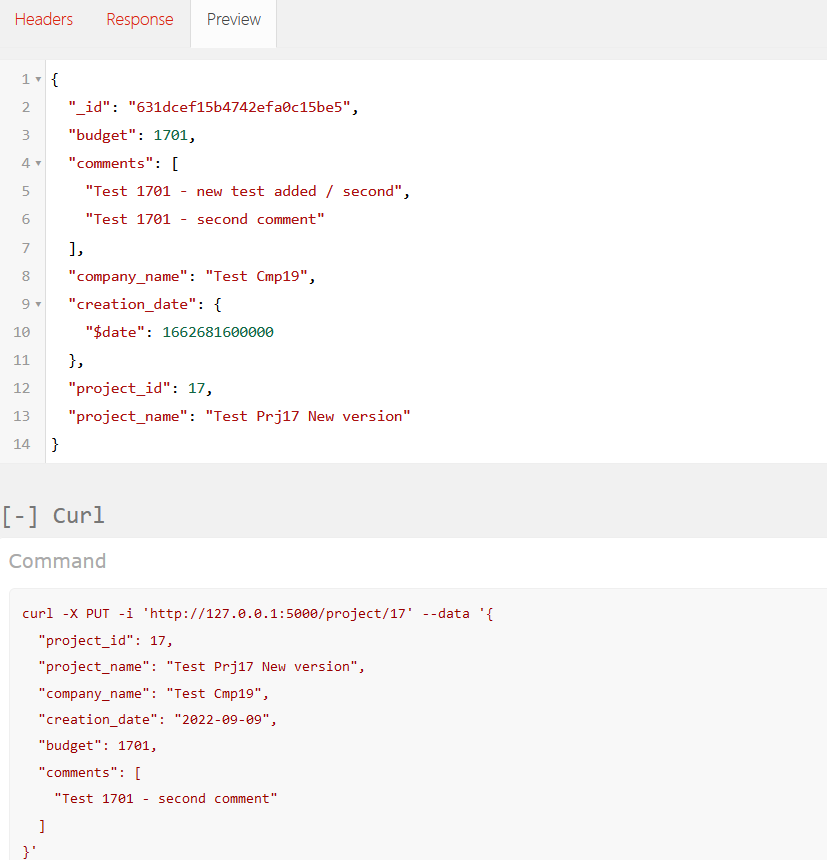 Headers Response Preview
1 {
2 "_id": "631dcef15b4742efa0c15be5",
3 "budget": 1701,
4 "comments": [
5 "Test 1701 - new test added / second",
6 "Test 1701 - second comment"
7 ],
8 "company_name": "Test Cmp19",
9 "creation_date": {
10 "$date": 1662681600000
11 },
12 "project_id": 17,
13 "project_name": "Test Prj17 New version"
14 }
[-] Curl
Command
curl -X PUT -i 'http://127.0.0.1:5000/project/17' --data '{
"project_id": 17,
"project_name": "Test Prj17 New version",
"company_name": "Test Cmp19",
"creation_date": "2022-09-09",
"budget": 1701,
"comments": [
"Test 1701 - second comment"
]
}'